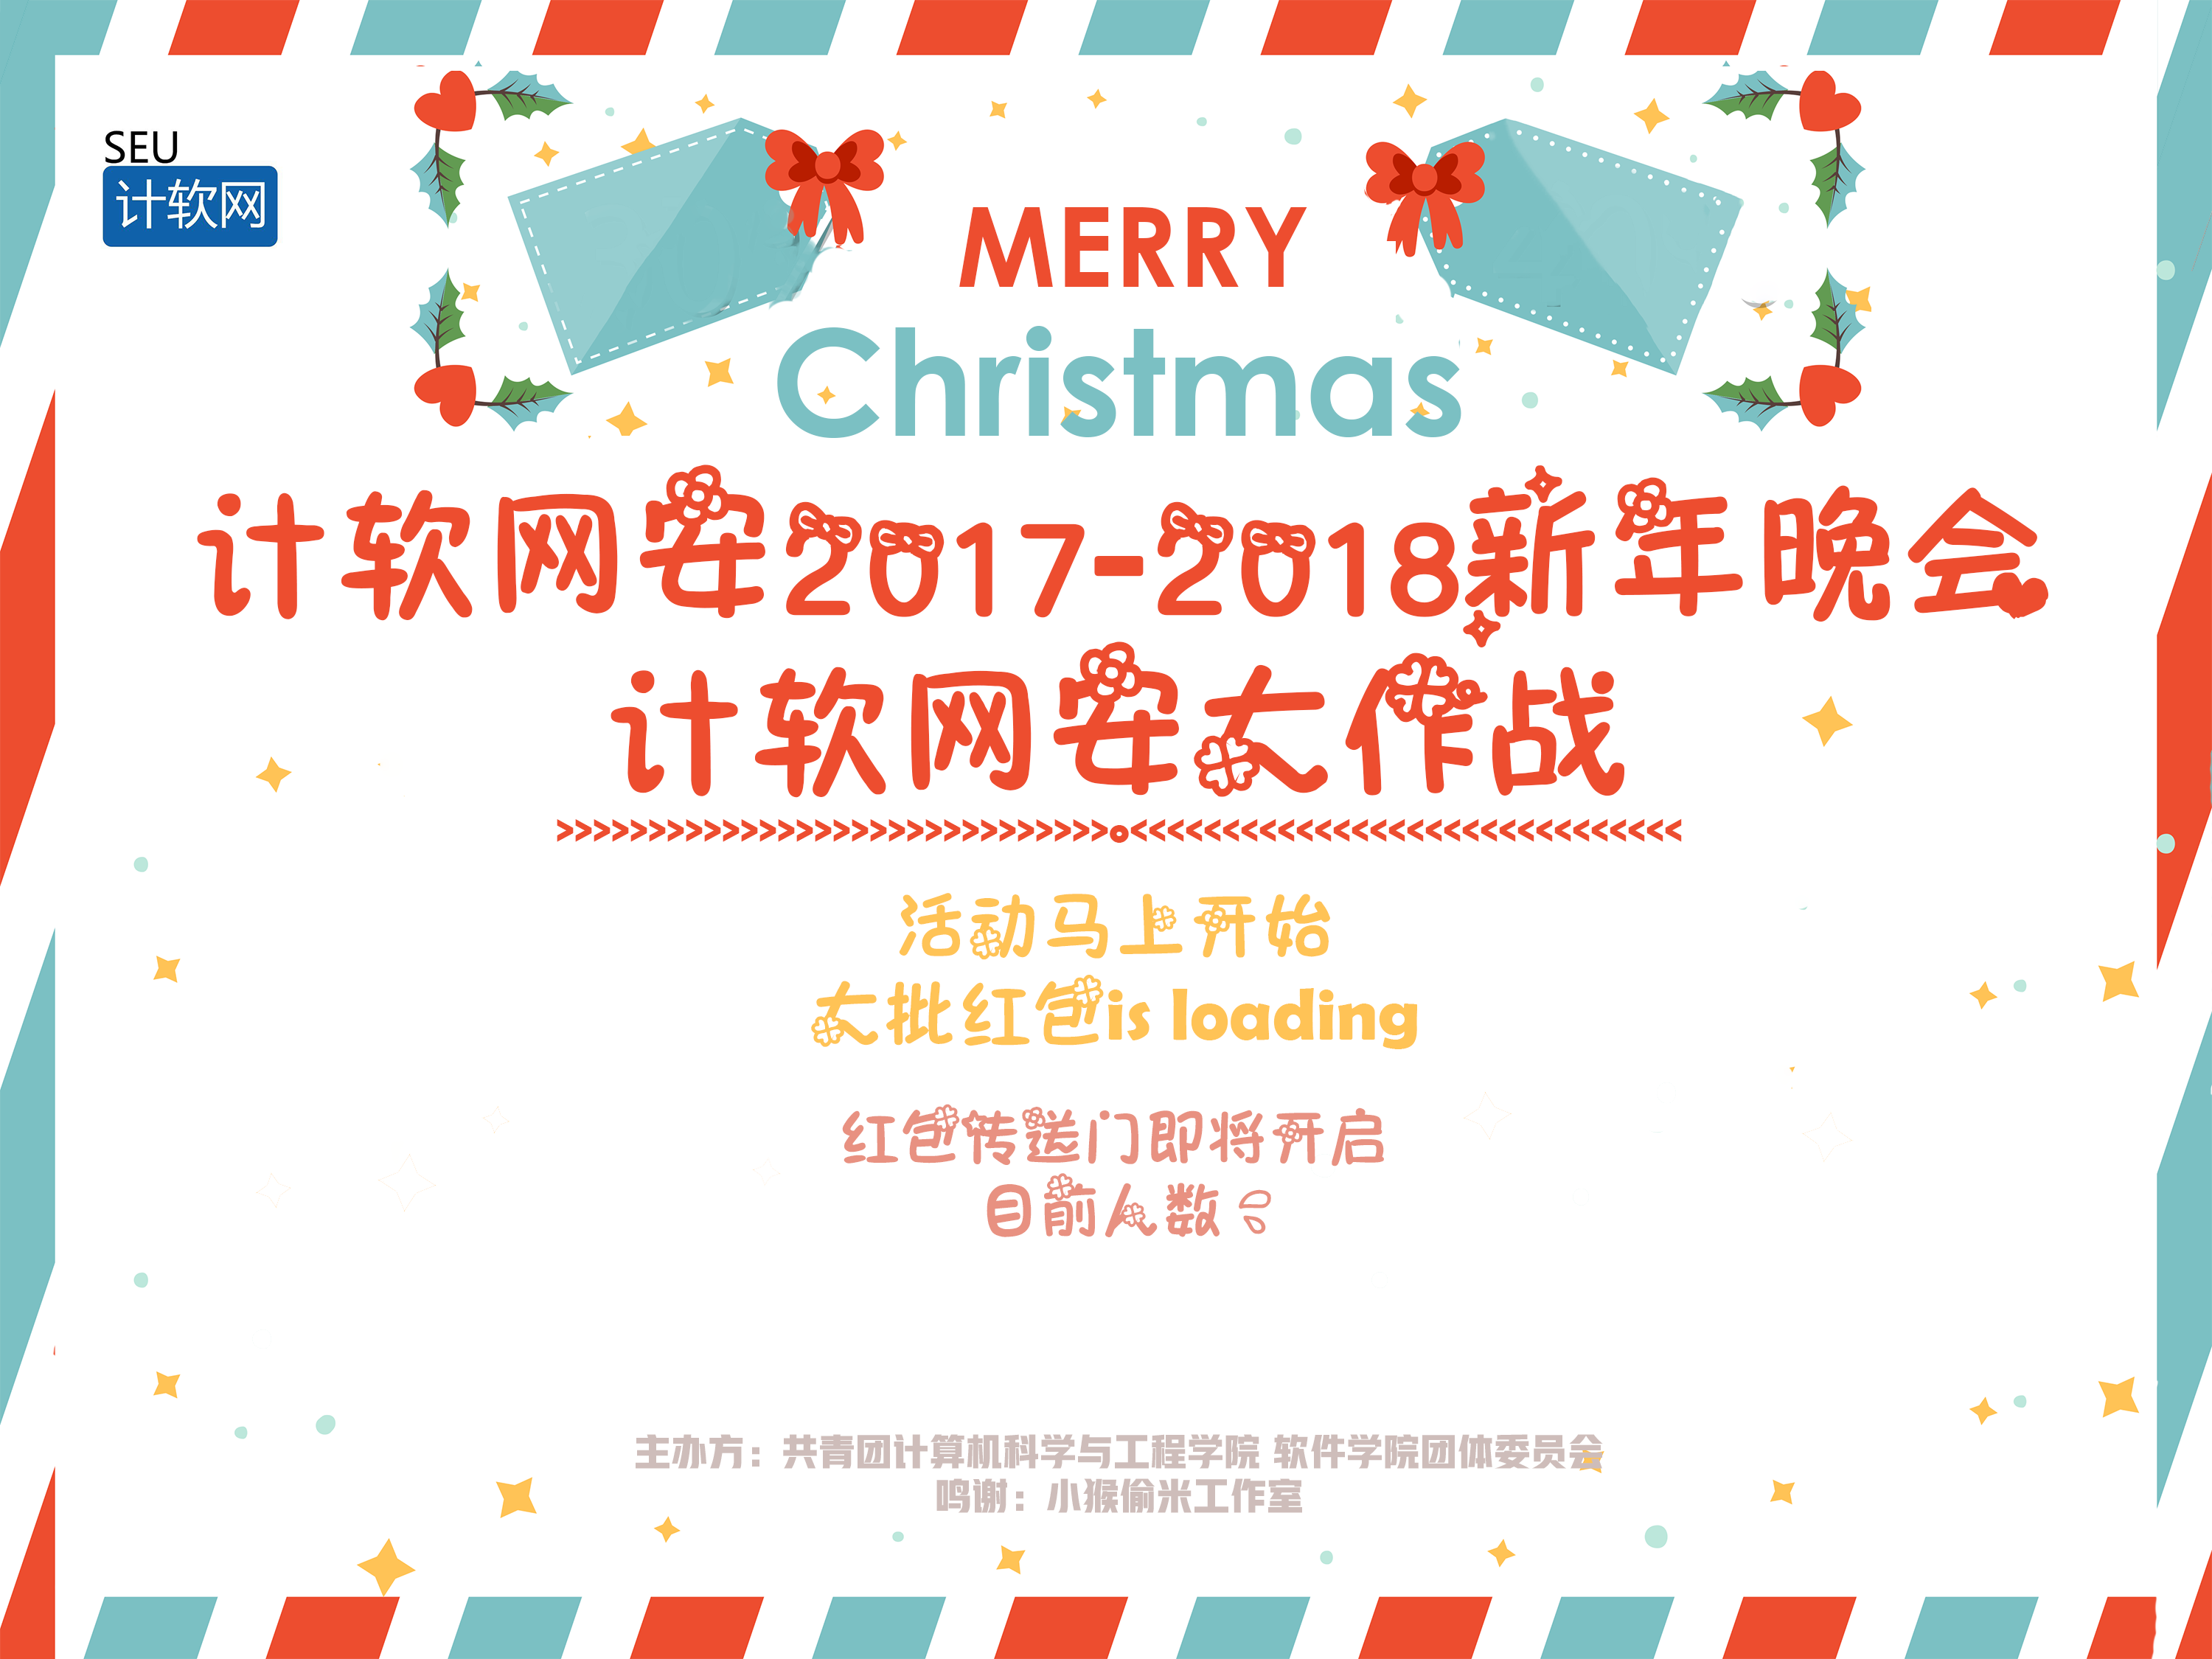 SEU
计软网
MERRY
Christmas
计软网安2017-2018新年晚会
计软网安大作战
>>>>>>>>>>>>>>>>>>>>>>>>>>>>>>o<<<<<<<<<<<<<<<<<<<<<<<<<<<<<<
活动马上开始
大批红包is loading
红包传送门即将开启
目前人数:
主办方：共青团计算机科学与工程学院 软件学院团体委员会
鸣谢：小猴偷米工作室